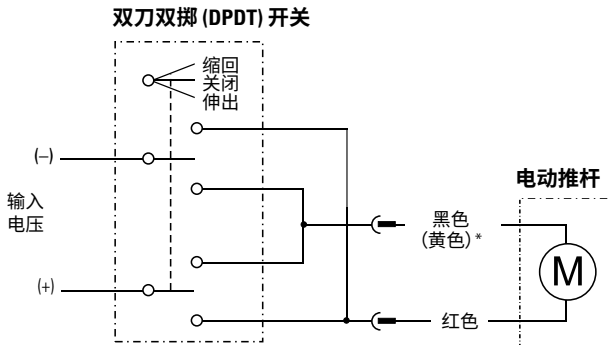 双刀双掷 (DPDT) 开关
缩回
关闭
伸出
(–)
输入
电压
(+)
电动推杆
黑色
(黄色) *
M
红色